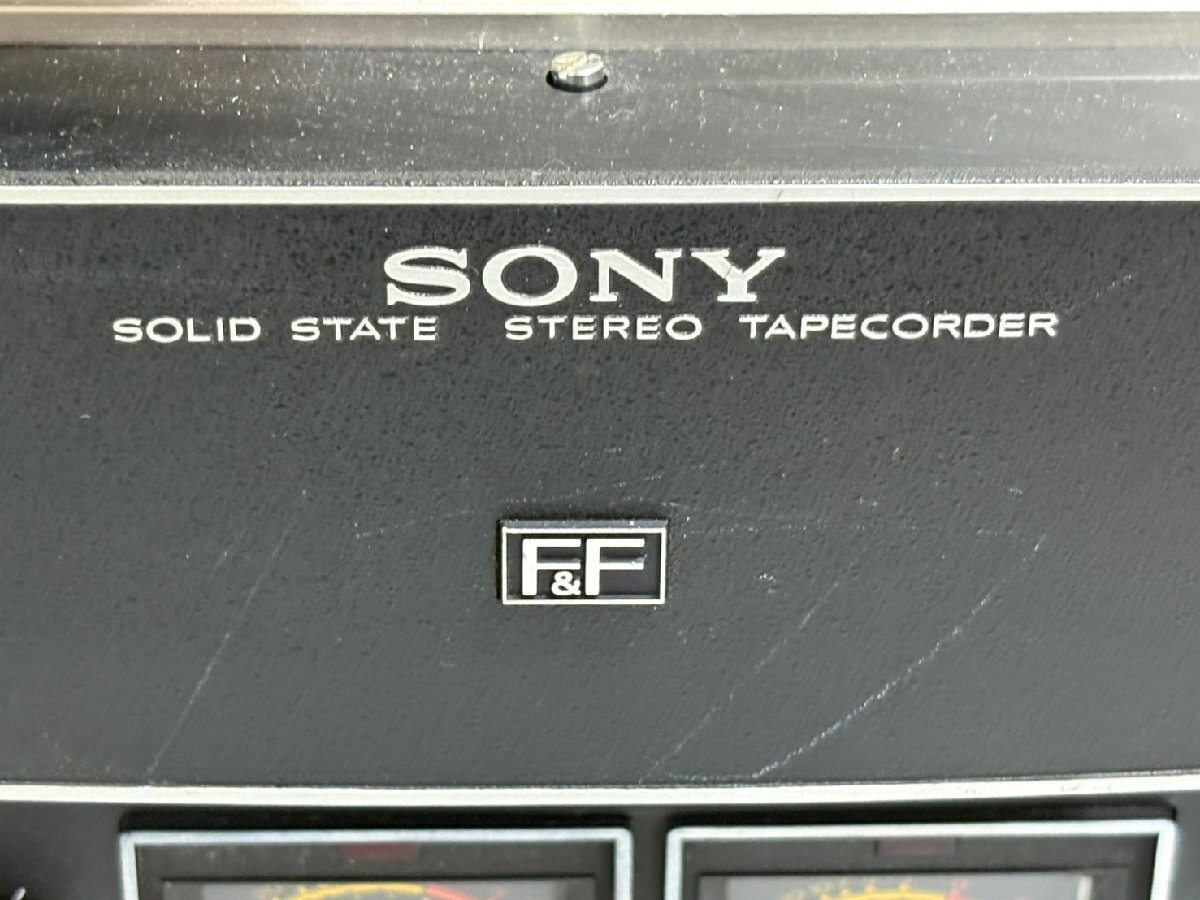 SONY
SOLID STATE STEREO TAPECORDER
F&F